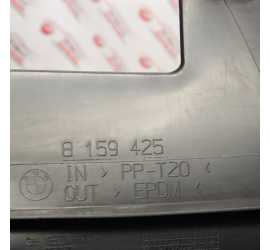 8 159 425
IN > PP-T20 <
OUT > EPDM <